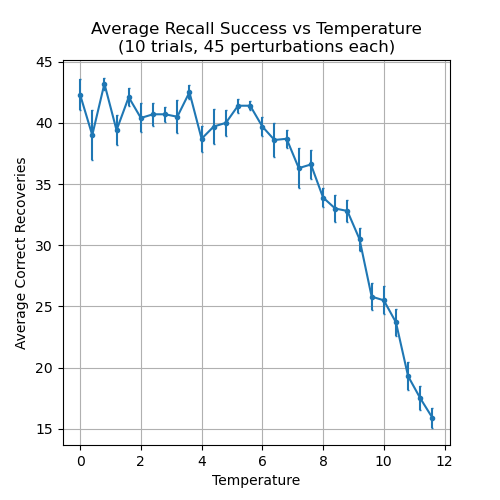 Average Recall Success vs Temperature
(10 trials, 45 perturbations each)
Average Correct Recoveries
45
40
35
30
25
20
15
0 2 4 6 8 10 12
Temperature